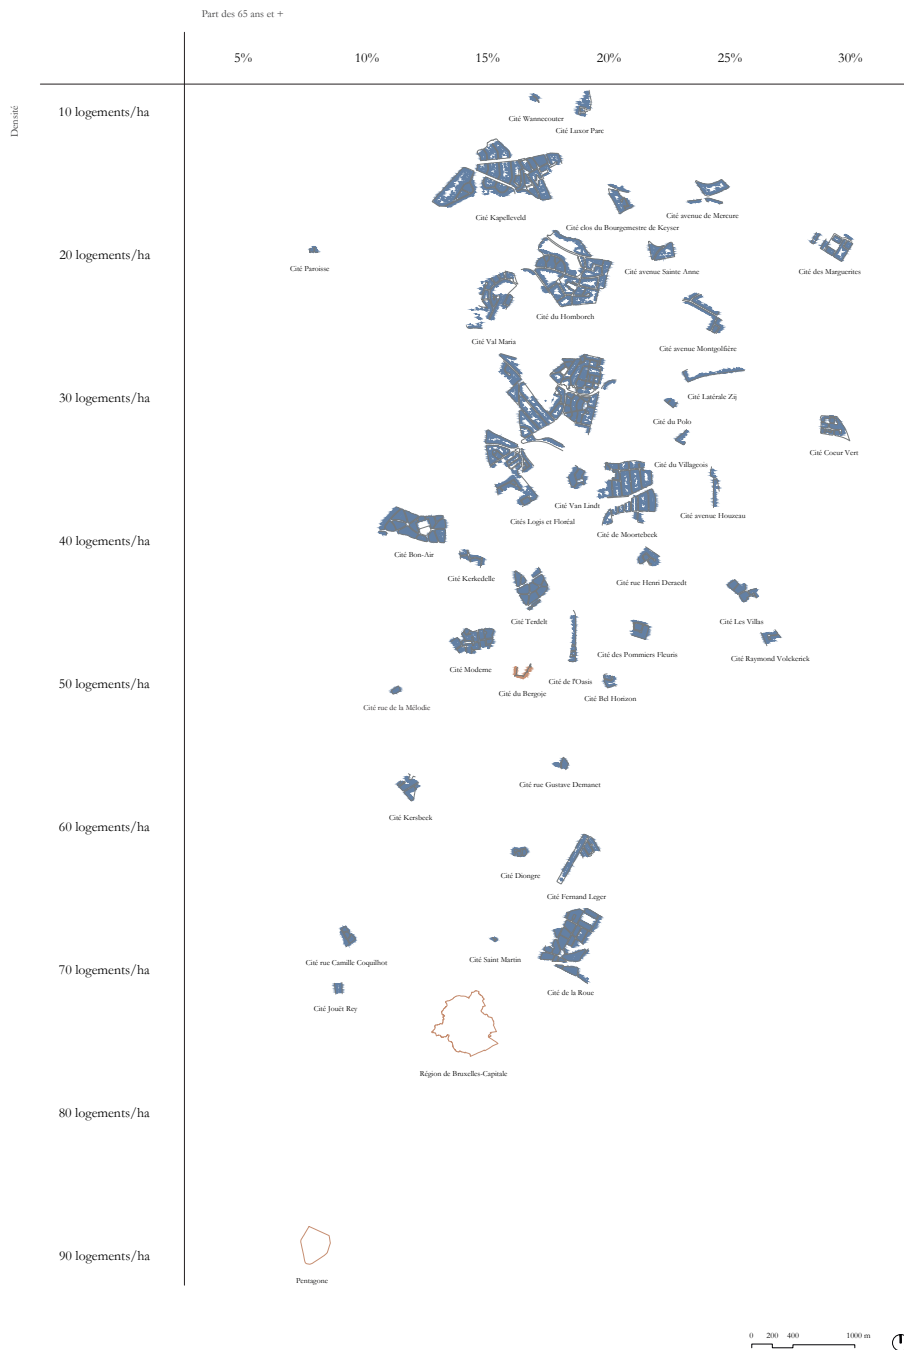 Part des 65 ans et +
5% 10% 15% 20% 25% 30%
Densité
10 logements/ha
Cité Wannecouter
Cité Luxor Parc
Cité Kapelleveld
Cité avenue de Mercure
Cité clos du Bourgemestre de Keyser
20 logements/ha
Cité Paroisse
Cité avenue Sainte Anne
Cité des Marguerites
Cité du Homborch
Cité Val Maria
Cité avenue Montgolfière
30 logements/ha
Cité Latérale Zij
Cité du Polo
Cité Coeur Vert
Cité du Villageois
Cité Van Lindt
Cité avenue Houzeau
Cités Logis et Floréal
Cité de Moortebeek
40 logements/ha
Cité Bon-Air
Cité Kerkedelle
Cité rue Henri Deraedt
Cité Terdelt
Cité Les Villas
Cité des Pommiers Fleuris
Cité Raymond Volckerick
Cité Moderne
Cité de l'Oasis
50 logements/ha
Cité du Bergoje
Cité Bel Horizon
Cité rue de la Mélodie
Cité rue Gustave Demanet
Cité Kersbeek
60 logements/ha
Cité Diongre
Cité Fernand Leger
Cité rue Camille Coquilhot
Cité Saint Martin
70 logements/ha
Cité de la Roue
Cité Jouët Rey
Région de Bruxelles-Capitale
80 logements/ha
90 logements/ha
Pentagone
0 200 400 1000 m